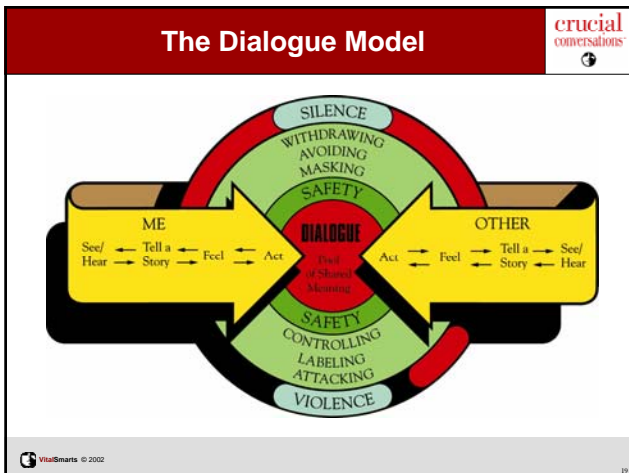 The Dialogue Model
crucial
conversations
SILENCE
WITHDRAWING
AVOIDING
MASKING
SAFETY
ME
See/
Hear
Tell a
Story
Feel
Act
DIALOGUE
Pool
of Shared
Meaning
OTHER
Act
Feel
Tell a
Story
See/
Hear
SAFETY
CONTROLLING
LABELING
ATTACKING
VIOLENCE
VitalSmarts © 2002
19